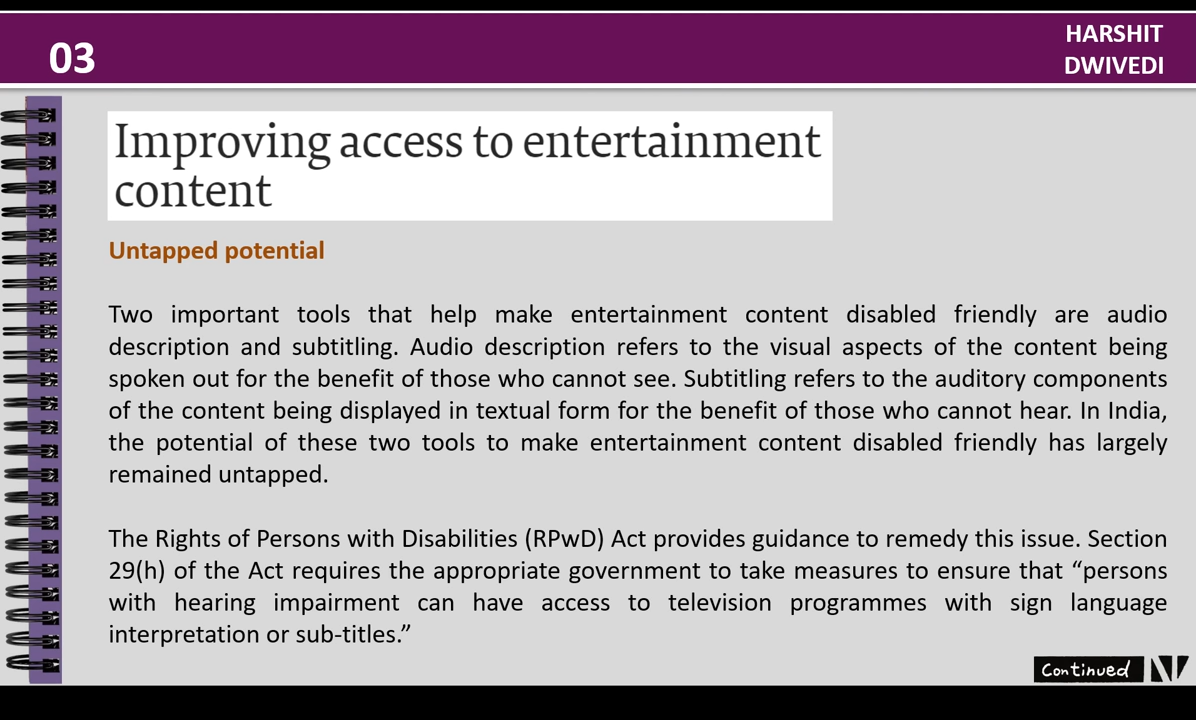 03
HARSHIT
DWIVEDI
Improving access to entertainment
content
Untapped potential
Two important tools that help make entertainment content disabled friendly are audio
description and subtitling. Audio description refers to the visual aspects of the content being
spoken out for the benefit of those who cannot see. Subtitling refers to the auditory components
of the content being displayed in textual form for the benefit of those who cannot hear. In India,
the potential of these two tools to make entertainment content disabled friendly has largely
remained untapped.
The Rights of Persons with Disabilities (RPwD) Act provides guidance to remedy this issue. Section
29(h) of the Act requires the appropriate government to take measures to ensure that “persons
with hearing impairment can have access to television programmes with sign language
interpretation or sub-titles.”
Continued